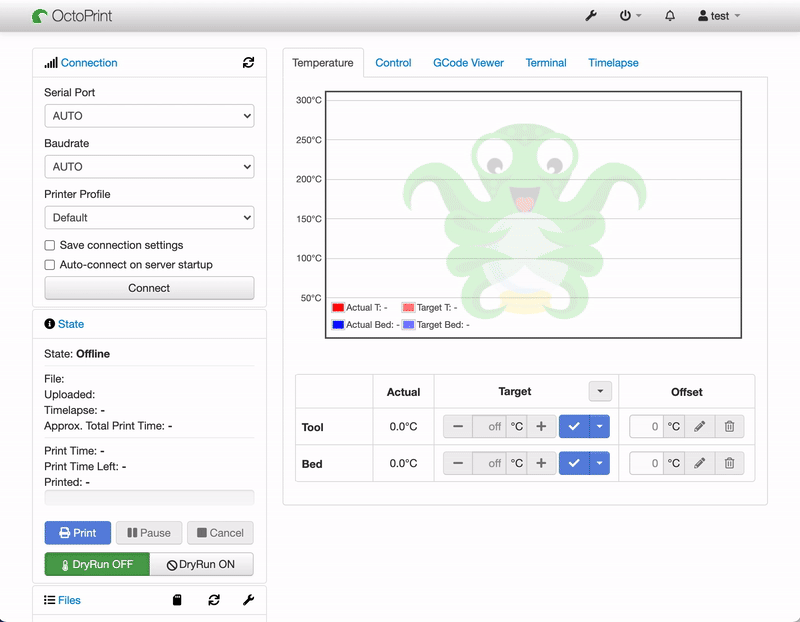 OctoPrint
test
Connection
Serial Port
AUTO
Baudrate
AUTO
Printer Profile
Default
Save connection settings
Auto-connect on server startup
Connect
State
State: Offline
File:
Uploaded:
Timelapse: -
Approx. Total Print Time: -
Print Time: -
Print Time Left: -
Printed: -
Print Pause Cancel
DryRun OFF DryRun ON
Files
Temperature Control GCode Viewer Terminal Timelapse
300°C
250°C
200°C
150°C
100°C
50°C
Actual T: - Target T: -
Actual Bed: - Target Bed: -
Actual Target Offset
Tool 0.0°C off °C 0 °C
Bed 0.0°C off °C 0 °C